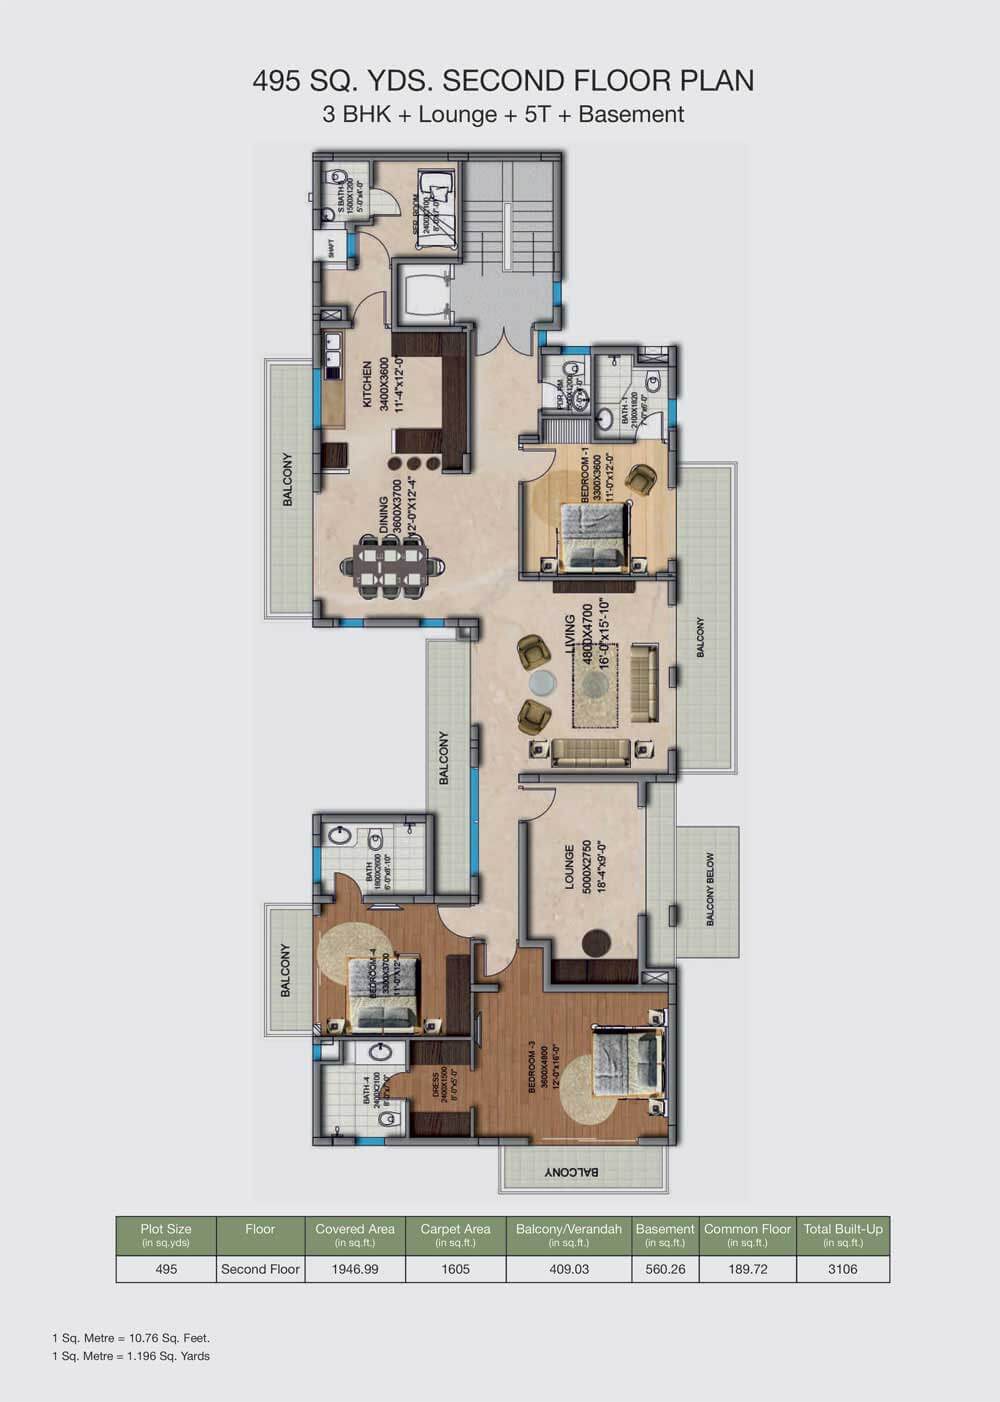 495 SQ. YDS. SECOND FLOOR PLAN
3 BHK + Lounge + 5T + Basement
S.BATH-5
1500X1200
5'-0"x4'-0"
SER. ROOM
2400X2100
8'-0"x7'-0"
SHAFT
KITCHEN
3400X3600
11'-4"x12'-0"
PDR. RM.
1500X1200
5'-0"x4'-0"
BATH -1
2100X1820
7'-0"x6'-0"
BALCONY
DINING
3600X3700
12'-0"X12'-4"
BEDROOM -1
3300X3600
11'-0"x12'-0"
LIVING
4800X4700
16'-0"x15'-10"
BALCONY
BALCONY
LOUNGE
5000X2750
18'-4"x9'-0"
BATH
1800X2600
6'-0"x8'-10"
BALCONY BELOW
BALCONY
BEDROOM -4
3300X3700
11'-0"X12'-4"
BEDROOM -3
3600X4800
12'-0"x16'-0"
BATH -4
2400X2100
8'-0"x7'-0"
DRESS
2400X1500
8'-0"x5'-0"
BALCONY
Plot Size Floor Covered Area Carpet Area Balcony/Verandah Basement Common Floor Total Built-Up
(in sq.yds) (in sq.ft.) (in sq.ft.) (in sq.ft.) (in sq.ft.) (in sq.ft.) (in sq.ft.)
495 Second Floor 1946.99 1605 409.03 560.26 189.72 3106
1 Sq. Metre = 10.76 Sq. Feet.
1 Sq. Metre = 1.196 Sq. Yards